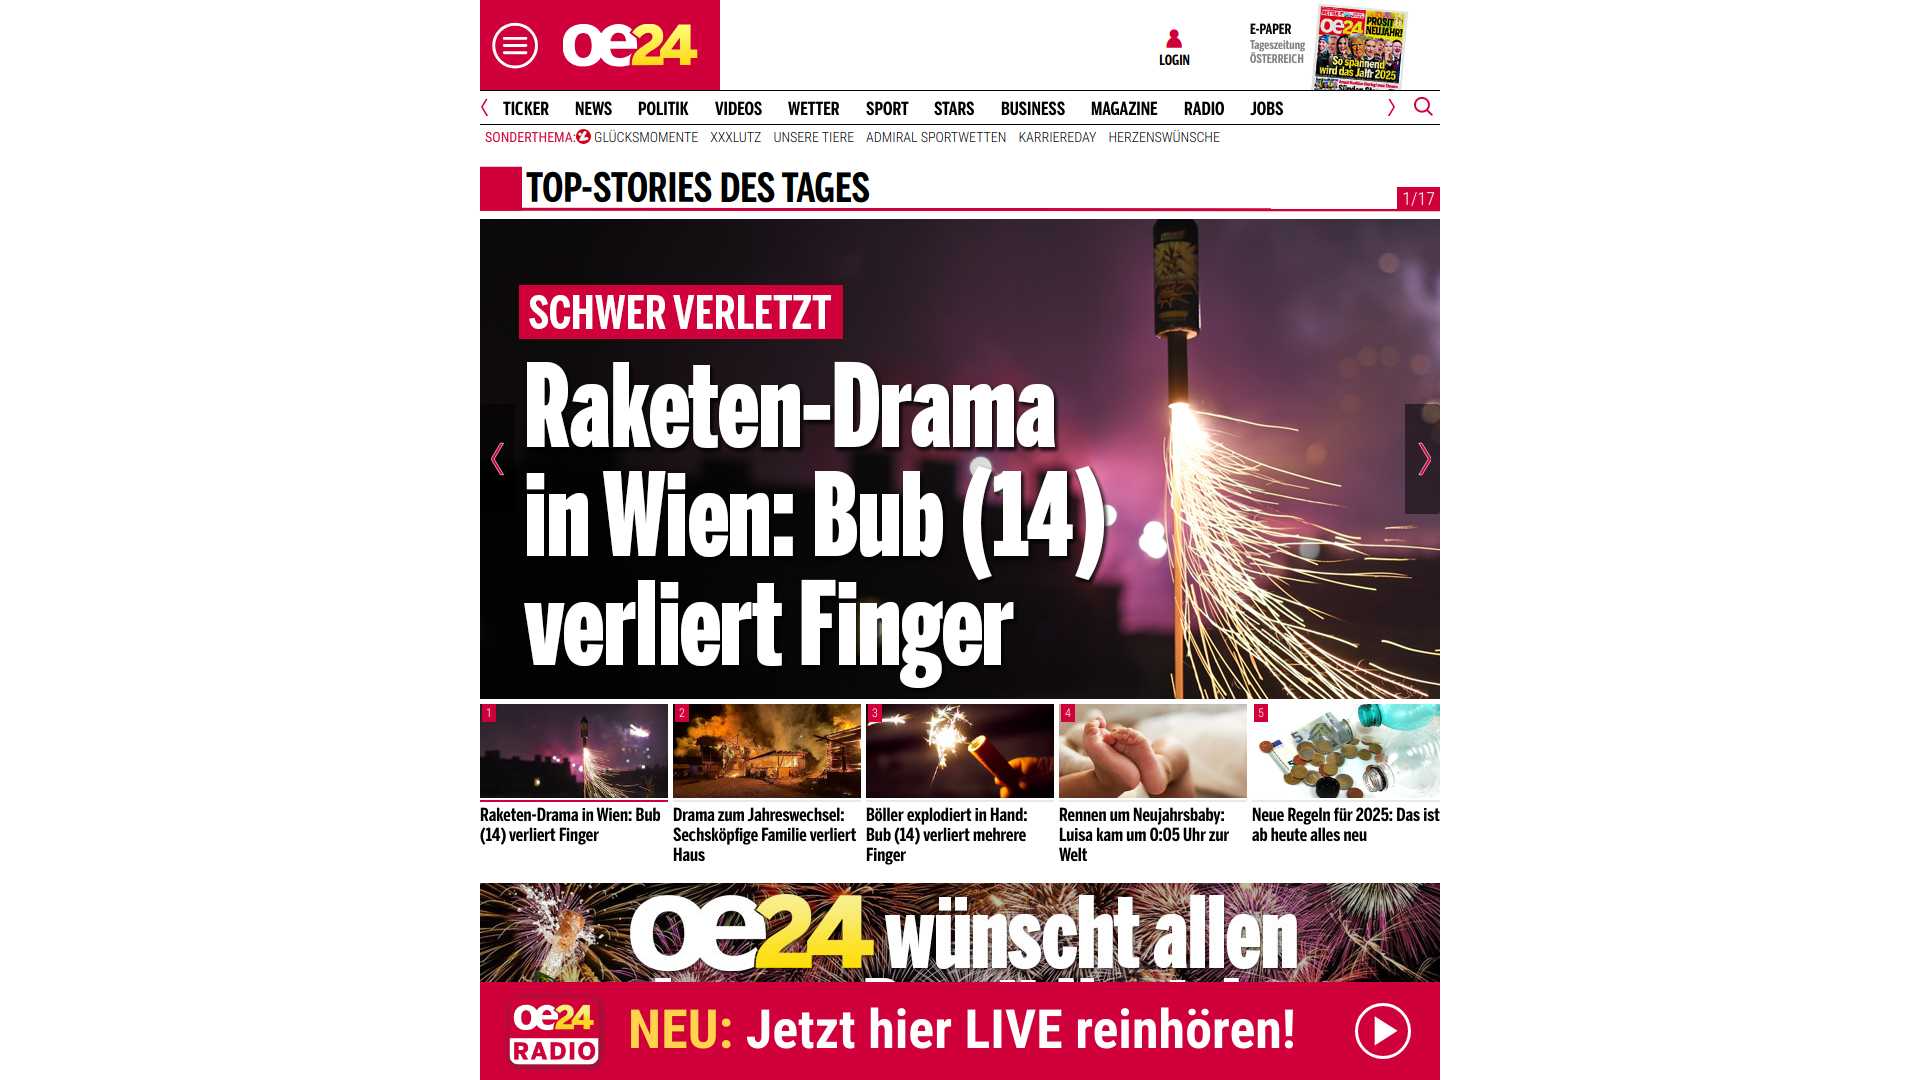 oe24
LOGIN
E-PAPER
Tageszeitung
ÖSTERREICH
oe24
PROSIT
NEUJAHR!
So spannend
wird das Jahr 2025
TICKER NEWS POLITIK VIDEOS WETTER SPORT STARS BUSINESS MAGAZINE RADIO JOBS
SONDERTHEMA: GLÜCKSMOMENTE XXXLUTZ UNSERE TIERE ADMIRAL SPORTWETTEN KARRIEREDAY HERZENSWÜNSCHE
TOP-STORIES DES TAGES
1/17
SCHWER VERLETZT
Raketen-Drama
in Wien: Bub (14)
verliert Finger
1 2 3 4 5
Raketen-Drama in Wien: Bub
(14) verliert Finger
Drama zum Jahreswechsel:
Sechsköpfige Familie verliert
Haus
Böller explodiert in Hand:
Bub (14) verliert mehrere
Finger
Rennen um Neujahrsbaby:
Luisa kam um 0:05 Uhr zur
Welt
Neue Regeln für 2025: Das ist
ab heute alles neu
oe24 wünscht allen
oe24
RADIO
NEU: Jetzt hier LIVE reinhören!